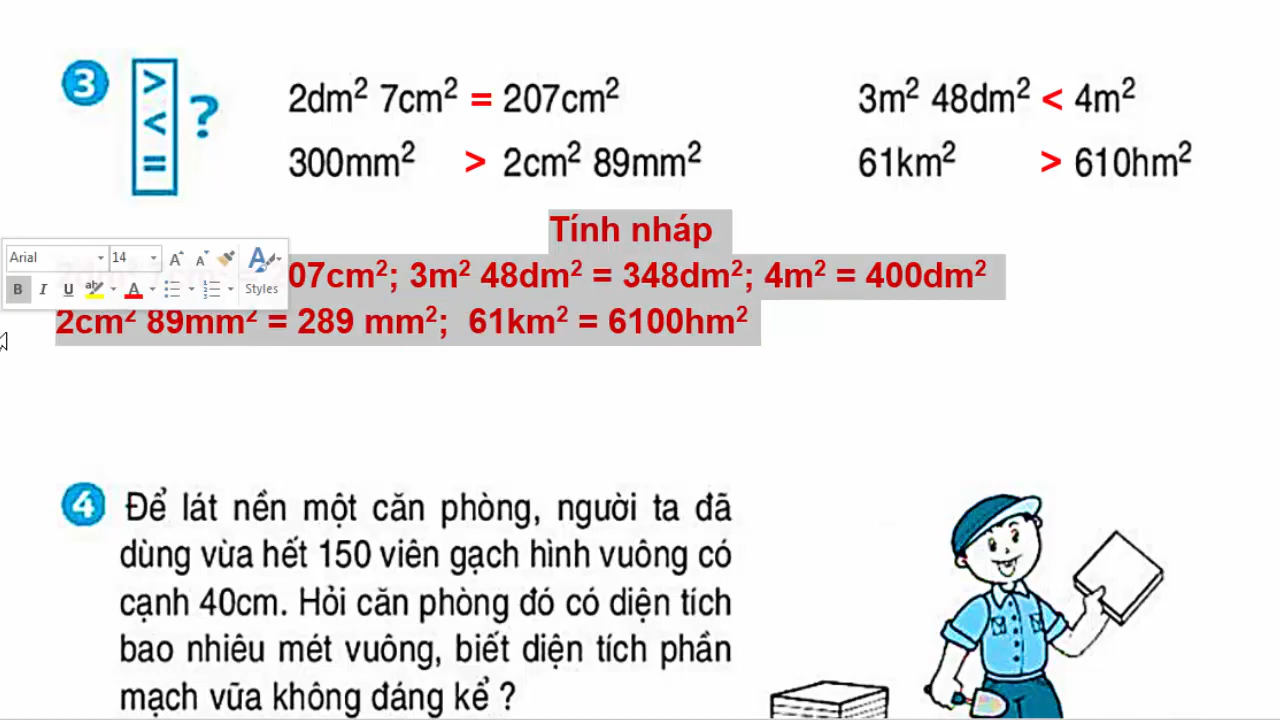 3 > < = ? 2dm² 7cm² = 207cm² 3m² 48dm² < 4m²
300mm² > 2cm² 89mm² 61km² > 610hm²
Tính nháp
Arial 14
07cm²; 3m² 48dm² = 348dm²; 4m² = 400dm²
B I U ab A Styles
2cm² 89mm² = 289 mm²; 61km² = 6100hm²
4 Để lát nền một căn phòng, người ta đã
dùng vừa hết 150 viên gạch hình vuông có
cạnh 40cm. Hỏi căn phòng đó có diện tích
bao nhiêu mét vuông, biết diện tích phần
mạch vữa không đáng kể ?